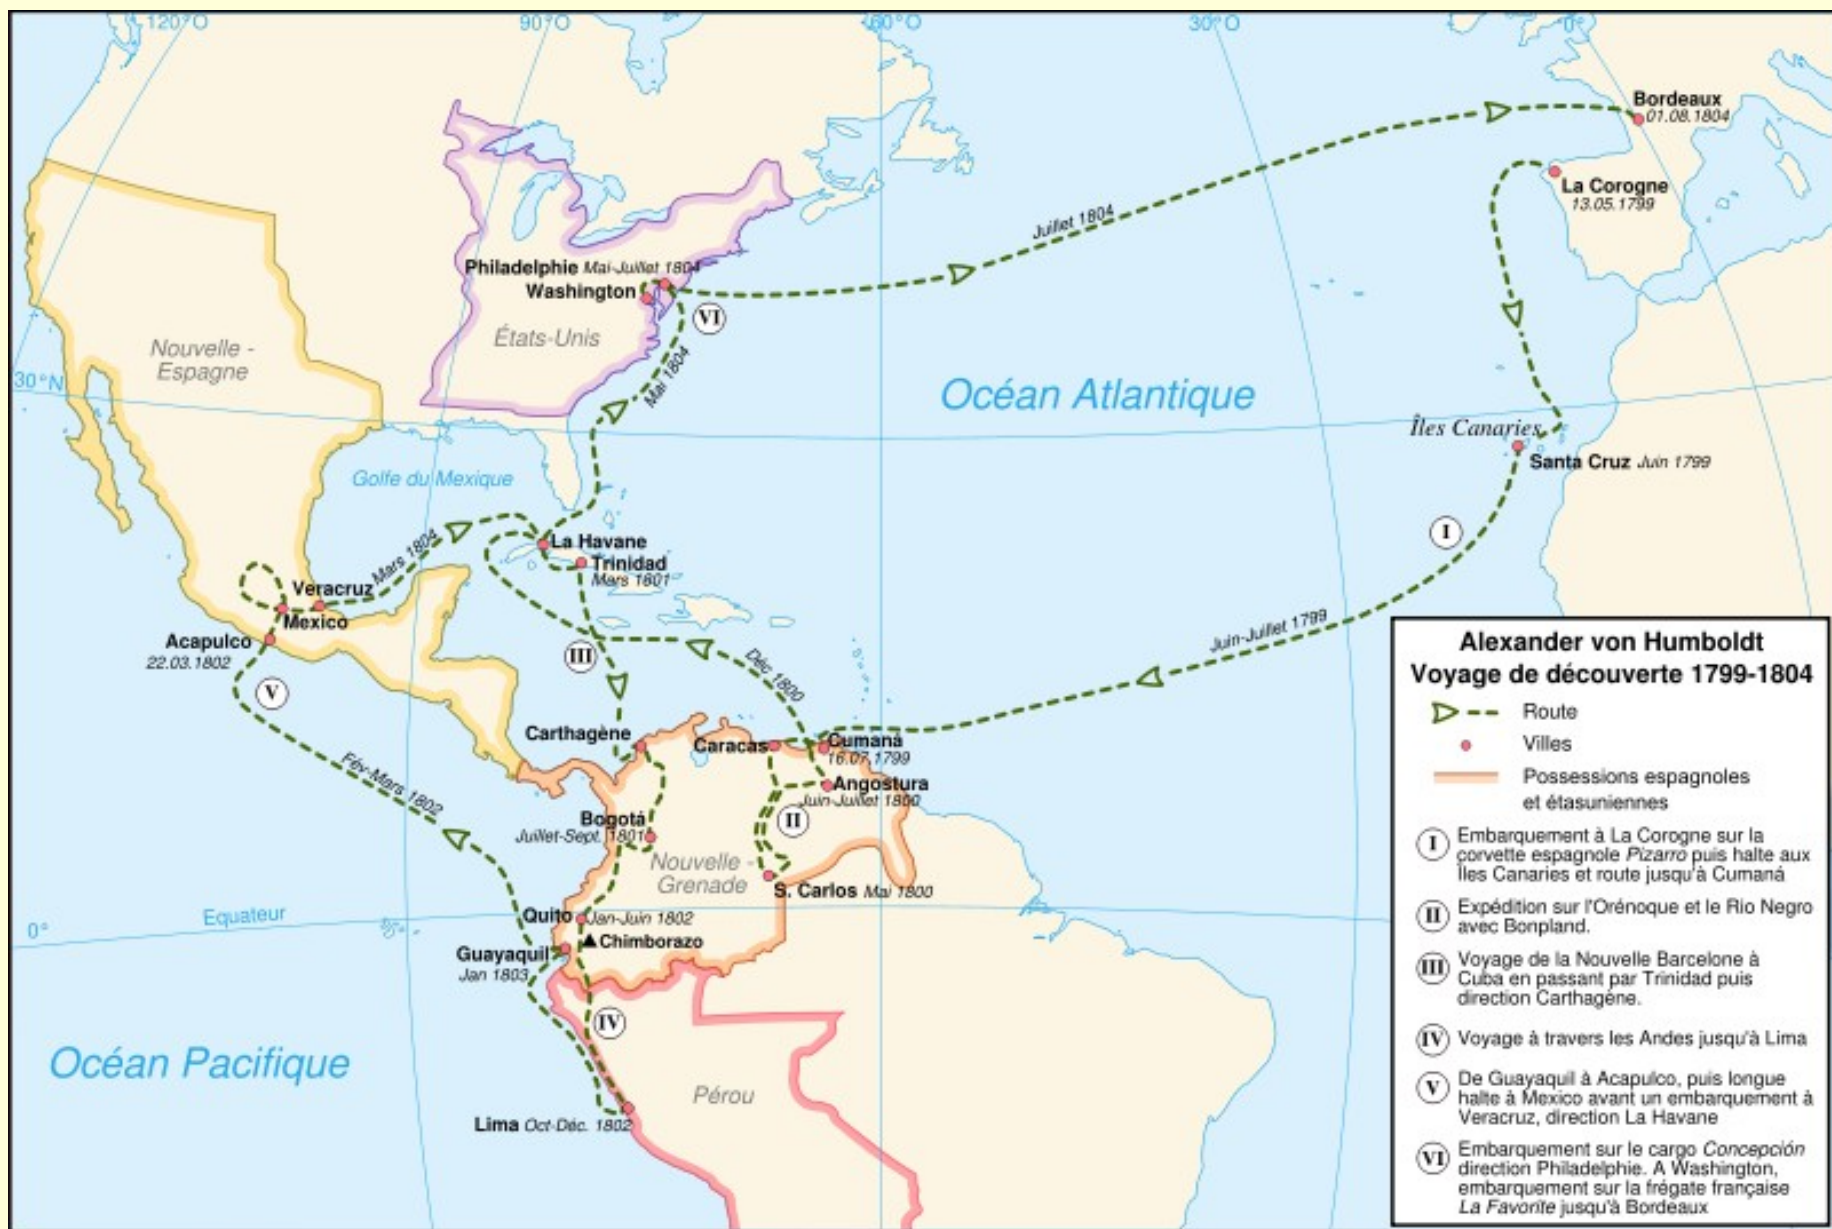 120°O
90°O
60°O
30°O
0°
Bordeaux
01.08.1804
La Corogne
13.05.1799
Juillet 1804
Philadelphie Mai-Juillet 1804
Washington
VI
États-Unis
Nouvelle -
Espagne
Mai 1804
30°N
Océan Atlantique
Îles Canaries
Santa Cruz Juin 1799
Golfe du Mexique
I
Mars 1804
La Havane
Trinidad
Mars 1801
Veracruz
Mexico
Acapulco
22.03.1802
III
Déc 1800
Juin-Juillet 1799
V
Carthagène
Caracas
Cumaná
16.07.1799
Angostura
Juin-Juillet 1800
Fév-Mars 1802
II
Bogotá
Juillet-Sept. 1801
Nouvelle -
Grenade
S. Carlos Mai 1800
Equateur
0°
Quito Jan-Juin 1802
Chimborazo
Guayaquil
Jan 1803
IV
Océan Pacifique
Pérou
Lima Oct-Déc. 1802
Alexander von Humboldt
Voyage de découverte 1799-1804
Route
Villes
Possessions espagnoles
et étasuniennes
I Embarquement à La Corogne sur la
corvette espagnole Pizarro puis halte aux
Îles Canaries et route jusqu'à Cumaná
II Expédition sur l'Orénoque et le Rio Negro
avec Bonpland.
III Voyage de la Nouvelle Barcelone à
Cuba en passant par Trinidad puis
direction Carthagène.
IV Voyage à travers les Andes jusqu'à Lima
V De Guayaquil à Acapulco, puis longue
halte à Mexico avant un embarquement à
Veracruz, direction La Havane
VI Embarquement sur le cargo Concepción
direction Philadelphie. A Washington,
embarquement sur la frégate française
La Favorite jusqu'à Bordeaux